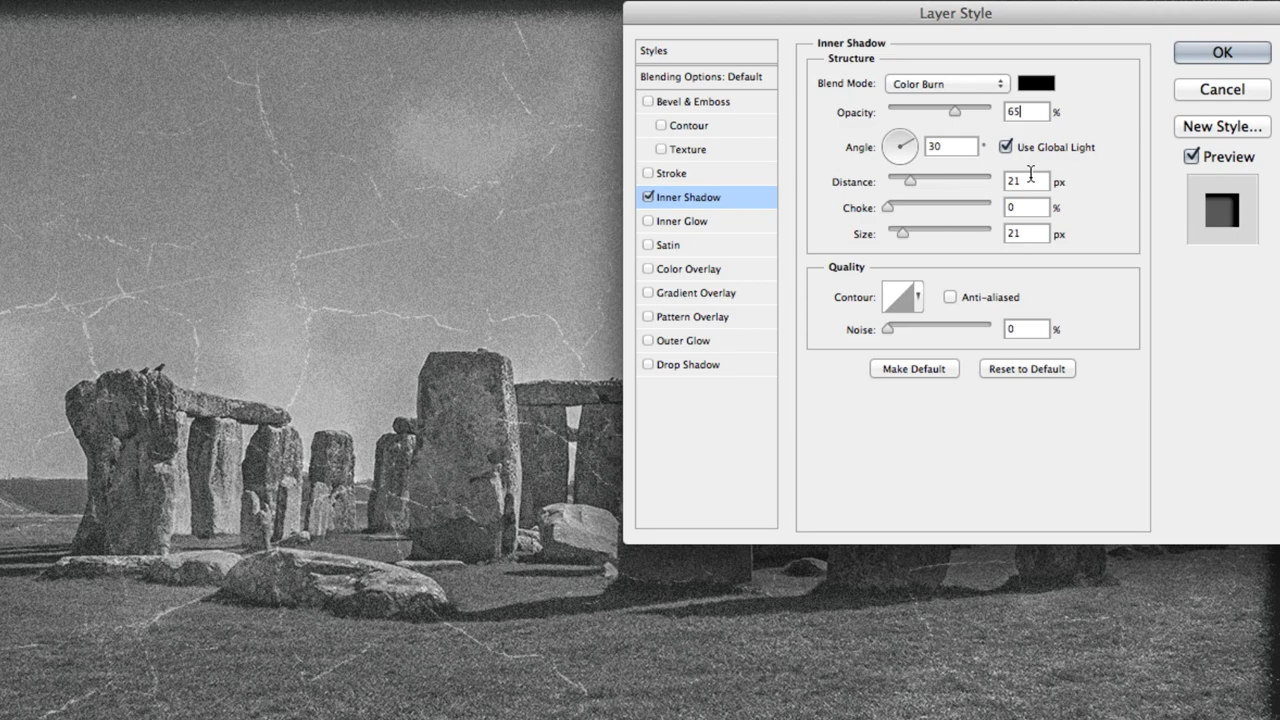 Layer Style
Styles
Blending Options: Default
Bevel & Emboss
Contour
Texture
Stroke
Inner Shadow
Inner Glow
Satin
Color Overlay
Gradient Overlay
Pattern Overlay
Outer Glow
Drop Shadow
Inner Shadow
Structure
Blend Mode: Color Burn
Opacity: 65 %
Angle: 30 ° Use Global Light
Distance: 21 px
Choke: 0 %
Size: 21 px
Quality
Contour: Anti-aliased
Noise: 0 %
Make Default Reset to Default
OK
Cancel
New Style...
Preview